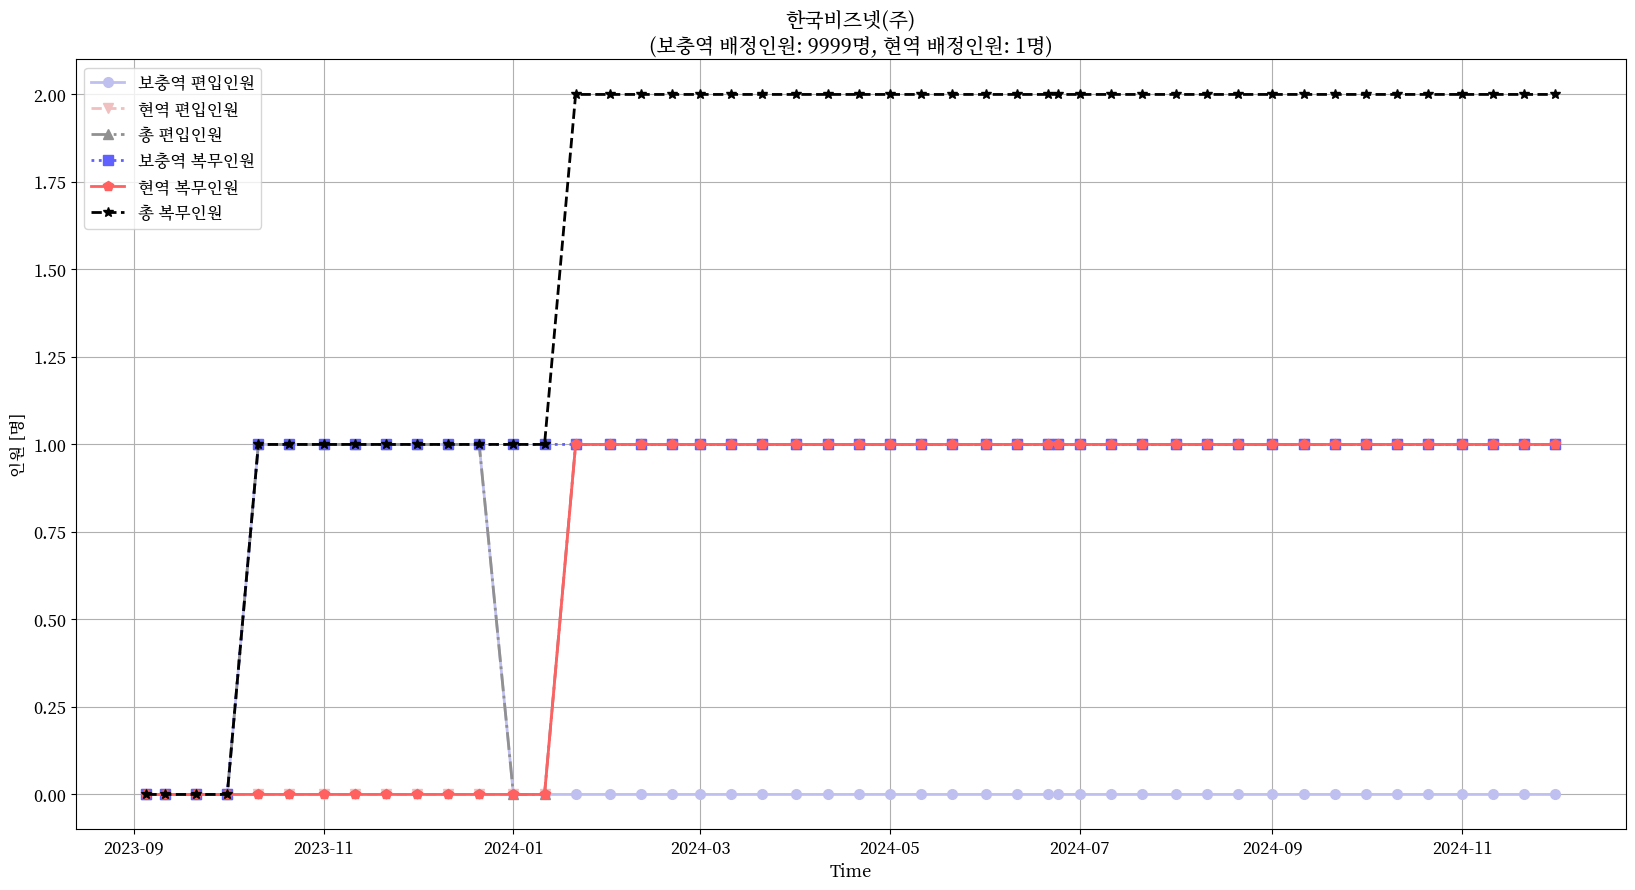 한국비즈넷(주)
(보충역 배정인원: 9999명, 현역 배정인원: 1명)
보충역 편입인원
현역 편입인원
총 편입인원
보충역 복무인원
현역 복무인원
총 복무인원
인원 [명]
2.00
1.75
1.50
1.25
1.00
0.75
0.50
0.25
0.00
2023-09 2023-11 2024-01 2024-03 2024-05 2024-07 2024-09 2024-11
Time